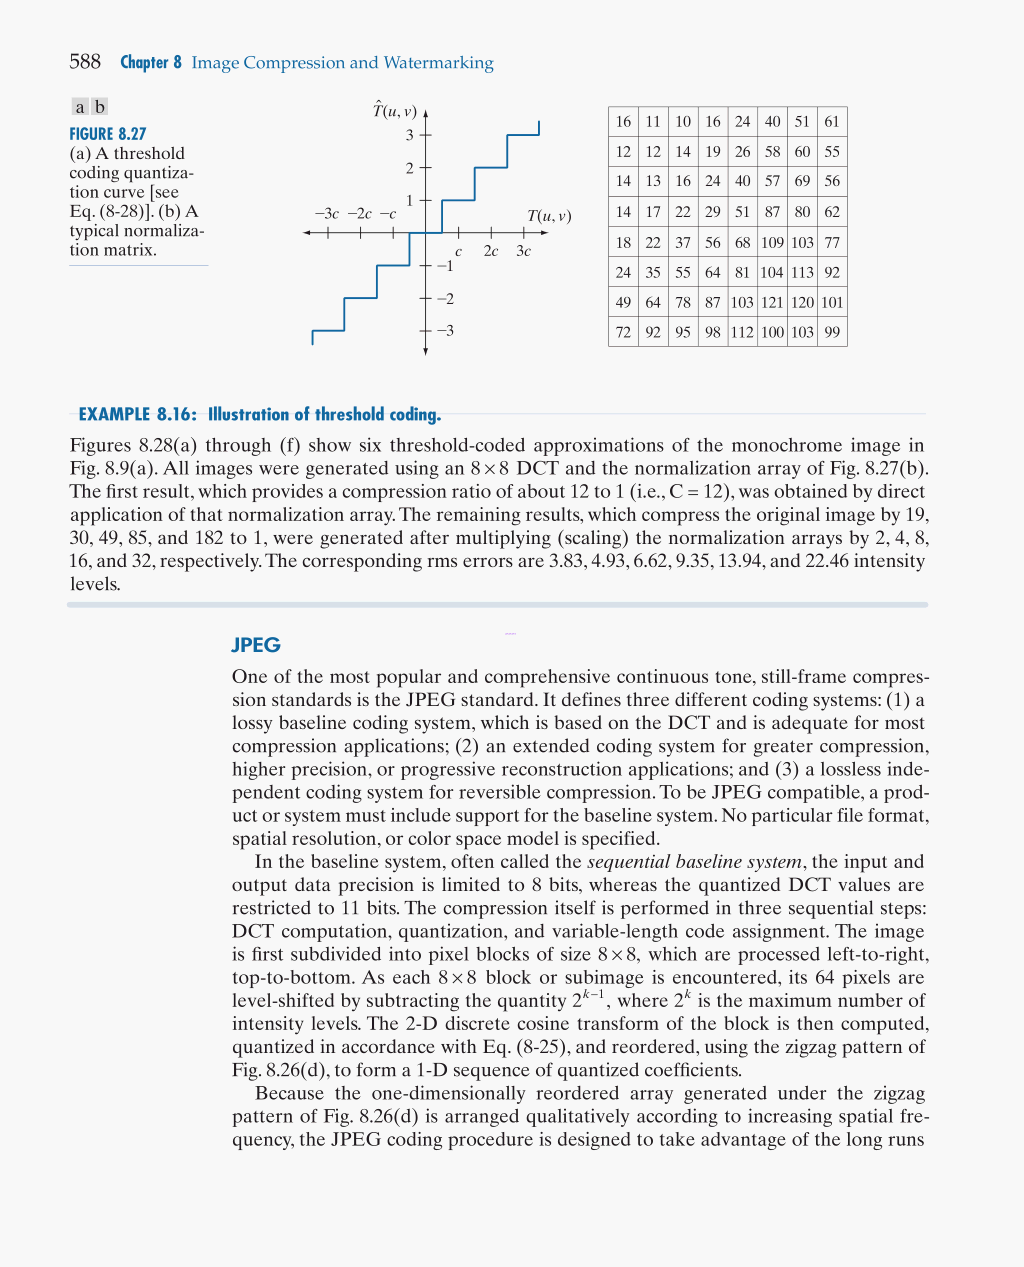 588 Chapter 8 Image Compression and Watermarking
a b
FIGURE 8.27
(a) A threshold
coding quantiza-
tion curve [see
Eq. (8-28)]. (b) A
typical normaliza-
tion matrix.
T̂(u, v)
3
2
1
−3c −2c −c
T(u, v)
c 2c 3c
−1
−2
−3
16 11 10 16 24 40 51 61
12 12 14 19 26 58 60 55
14 13 16 24 40 57 69 56
14 17 22 29 51 87 80 62
18 22 37 56 68 109 103 77
24 35 55 64 81 104 113 92
49 64 78 87 103 121 120 101
72 92 95 98 112 100 103 99
EXAMPLE 8.16: Illustration of threshold coding.
Figures 8.28(a) through (f) show six threshold-coded approximations of the monochrome image in
Fig. 8.9(a). All images were generated using an 8 × 8 DCT and the normalization array of Fig. 8.27(b).
The first result, which provides a compression ratio of about 12 to 1 (i.e., C = 12), was obtained by direct
application of that normalization array. The remaining results, which compress the original image by 19,
30, 49, 85, and 182 to 1, were generated after multiplying (scaling) the normalization arrays by 2, 4, 8,
16, and 32, respectively. The corresponding rms errors are 3.83, 4.93, 6.62, 9.35, 13.94, and 22.46 intensity
levels.
JPEG
One of the most popular and comprehensive continuous tone, still-frame compres-
sion standards is the JPEG standard. It defines three different coding systems: (1) a
lossy baseline coding system, which is based on the DCT and is adequate for most
compression applications; (2) an extended coding system for greater compression,
higher precision, or progressive reconstruction applications; and (3) a lossless inde-
pendent coding system for reversible compression. To be JPEG compatible, a prod-
uct or system must include support for the baseline system. No particular file format,
spatial resolution, or color space model is specified.
In the baseline system, often called the sequential baseline system, the input and
output data precision is limited to 8 bits, whereas the quantized DCT values are
restricted to 11 bits. The compression itself is performed in three sequential steps:
DCT computation, quantization, and variable-length code assignment. The image
is first subdivided into pixel blocks of size 8 × 8, which are processed left-to-right,
top-to-bottom. As each 8 × 8 block or subimage is encountered, its 64 pixels are
level-shifted by subtracting the quantity 2^{k−1}, where 2^k is the maximum number of
intensity levels. The 2-D discrete cosine transform of the block is then computed,
quantized in accordance with Eq. (8-25), and reordered, using the zigzag pattern of
Fig. 8.26(d), to form a 1-D sequence of quantized coefficients.
Because the one-dimensionally reordered array generated under the zigzag
pattern of Fig. 8.26(d) is arranged qualitatively according to increasing spatial fre-
quency, the JPEG coding procedure is designed to take advantage of the long runs